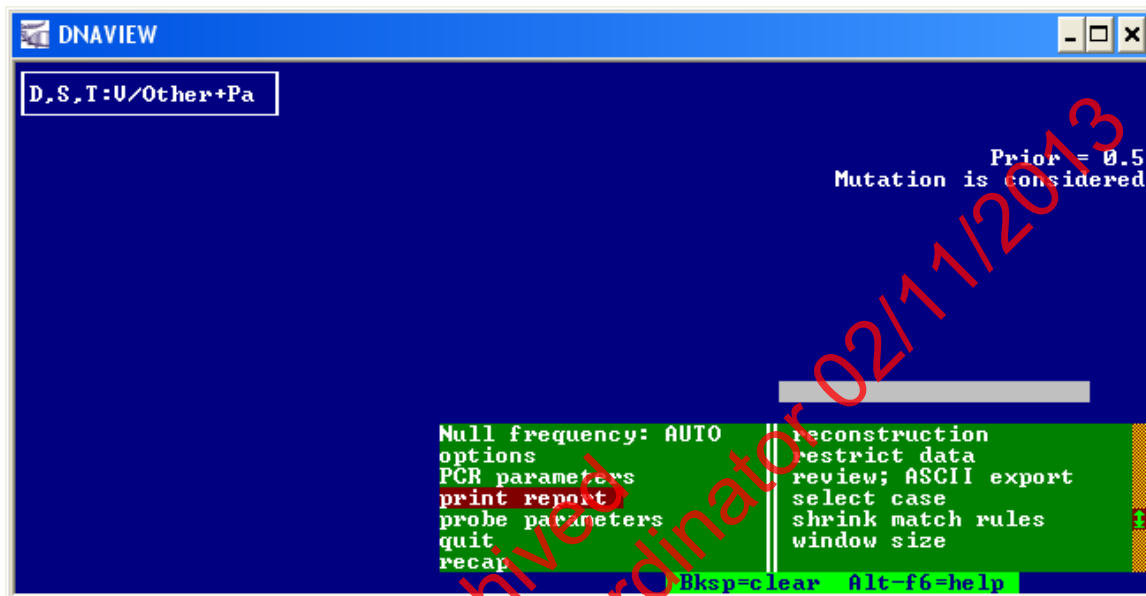 DNAVIEW
D,S,T:V/Other+Pa
Prior = 0.5
Mutation is considered
Null frequency: AUTO
options
PCR parameters
print report
probe parameters
quit
recap
reconstruction
restrict data
review; ASCII export
select case
shrink match rules
window size
Bksp=clear Alt-f6=help
02/11/2013